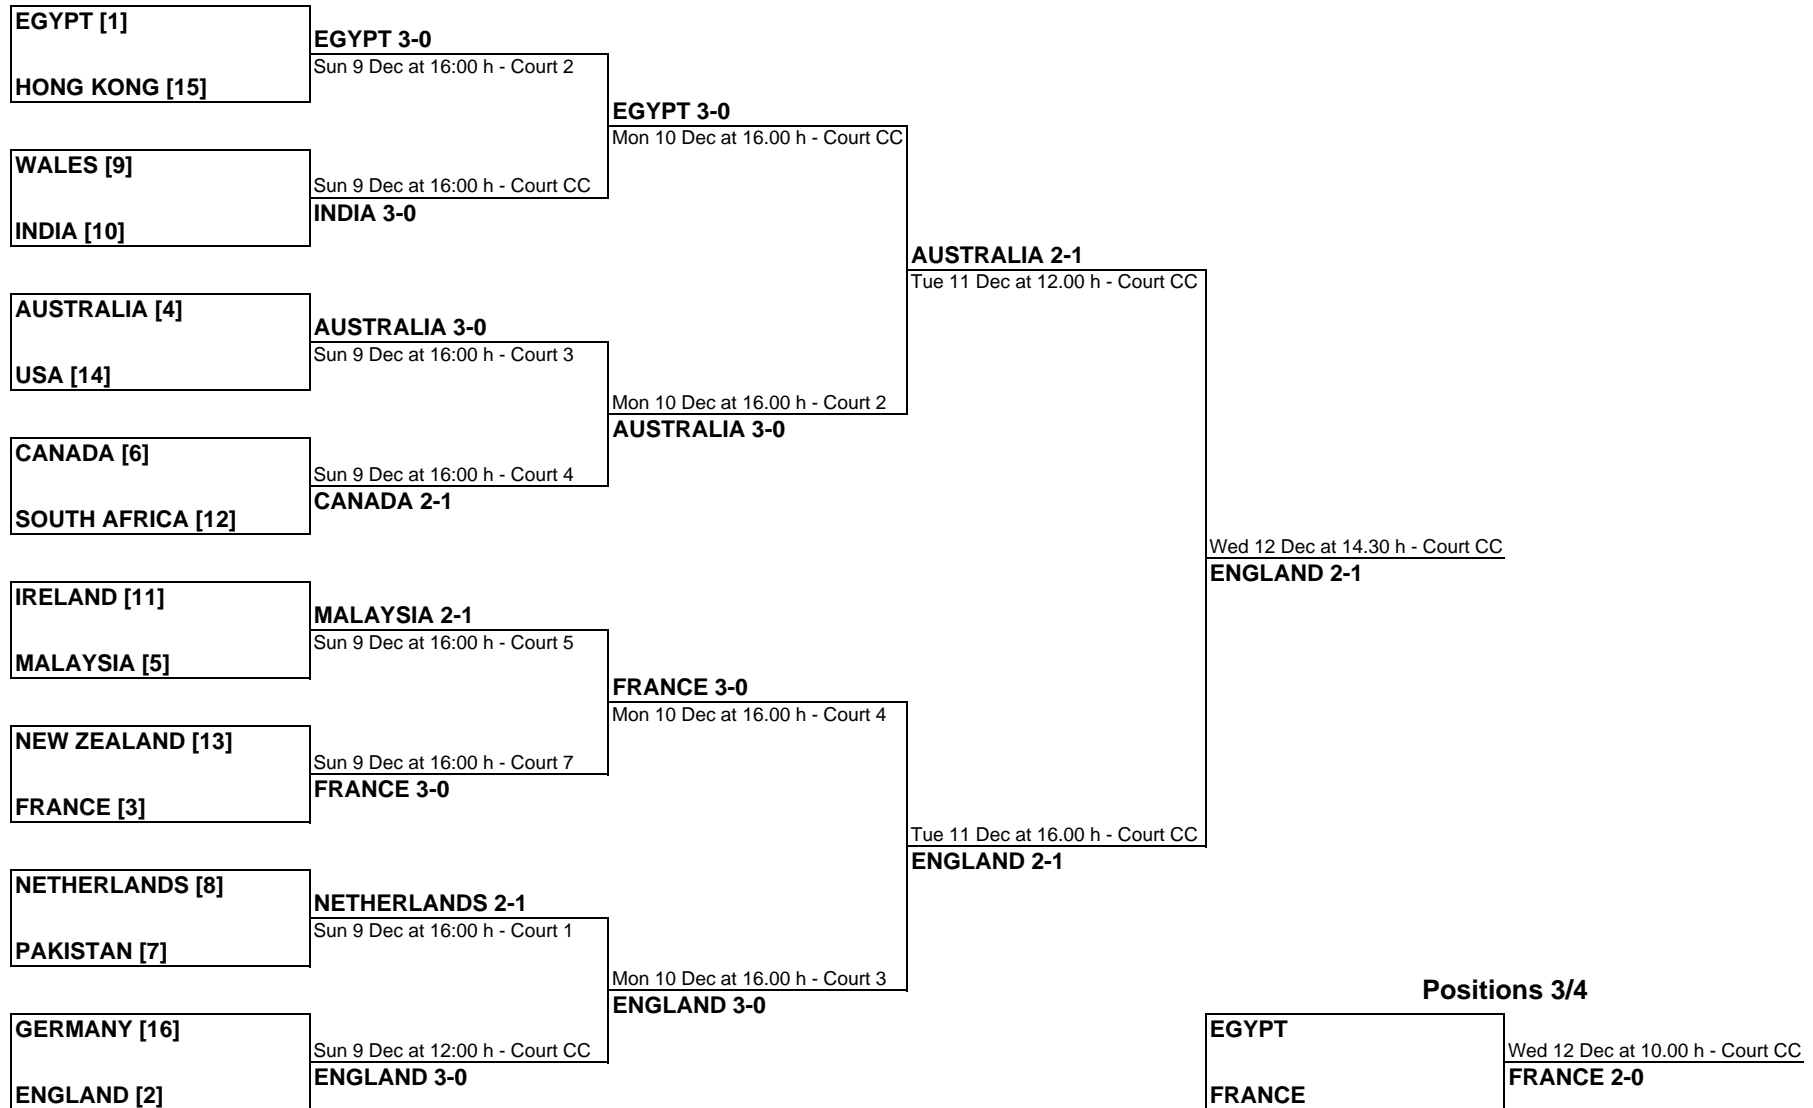 EGYPT [1]
EGYPT 3-0
Sun 9 Dec at 16:00 h - Court 2
HONG KONG [15]
EGYPT 3-0
Mon 10 Dec at 16.00 h - Court CC
WALES [9]
Sun 9 Dec at 16:00 h - Court CC
INDIA 3-0
INDIA [10]
AUSTRALIA 2-1
Tue 11 Dec at 12.00 h - Court CC
AUSTRALIA [4]
AUSTRALIA 3-0
Sun 9 Dec at 16:00 h - Court 3
USA [14]
Mon 10 Dec at 16.00 h - Court 2
AUSTRALIA 3-0
CANADA [6]
Sun 9 Dec at 16:00 h - Court 4
CANADA 2-1
SOUTH AFRICA [12]
Wed 12 Dec at 14.30 h - Court CC
ENGLAND 2-1
IRELAND [11]
MALAYSIA 2-1
Sun 9 Dec at 16:00 h - Court 5
MALAYSIA [5]
FRANCE 3-0
Mon 10 Dec at 16.00 h - Court 4
NEW ZEALAND [13]
Sun 9 Dec at 16:00 h - Court 7
FRANCE 3-0
FRANCE [3]
Tue 11 Dec at 16.00 h - Court CC
ENGLAND 2-1
NETHERLANDS [8]
NETHERLANDS 2-1
Sun 9 Dec at 16:00 h - Court 1
PAKISTAN [7]
Mon 10 Dec at 16.00 h - Court 3
ENGLAND 3-0
GERMANY [16]
Sun 9 Dec at 12:00 h - Court CC
ENGLAND 3-0
ENGLAND [2]
Positions 3/4
EGYPT
Wed 12 Dec at 10.00 h - Court CC
FRANCE 2-0
FRANCE